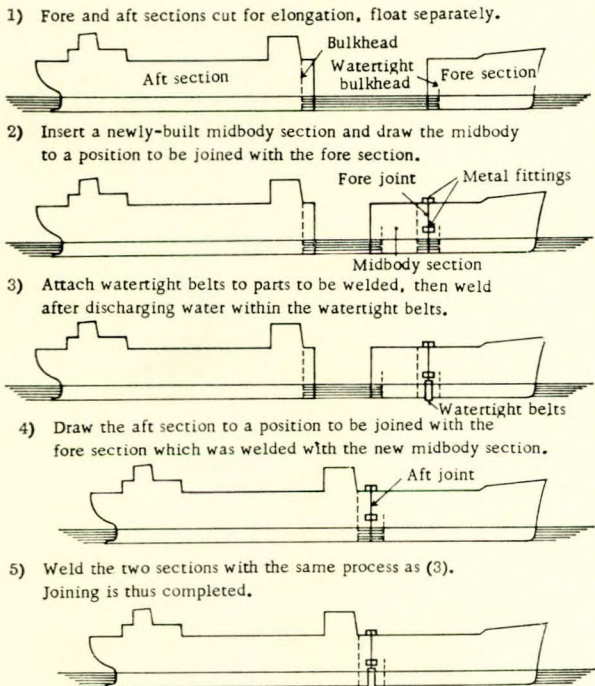 1) Fore and aft sections cut for elongation, float separately.
Bulkhead
Watertight
bulkhead
Aft section
Fore section
2) Insert a newly-built midbody section and draw the midbody
to a position to be joined with the fore section.
Fore joint
Metal fittings
Midbody section
3) Attach watertight belts to parts to be welded, then weld
after discharging water within the watertight belts.
Watertight belts
4) Draw the aft section to a position to be joined with the
fore section which was welded with the new midbody section.
Aft joint
5) Weld the two sections with the same process as (3).
Joining is thus completed.